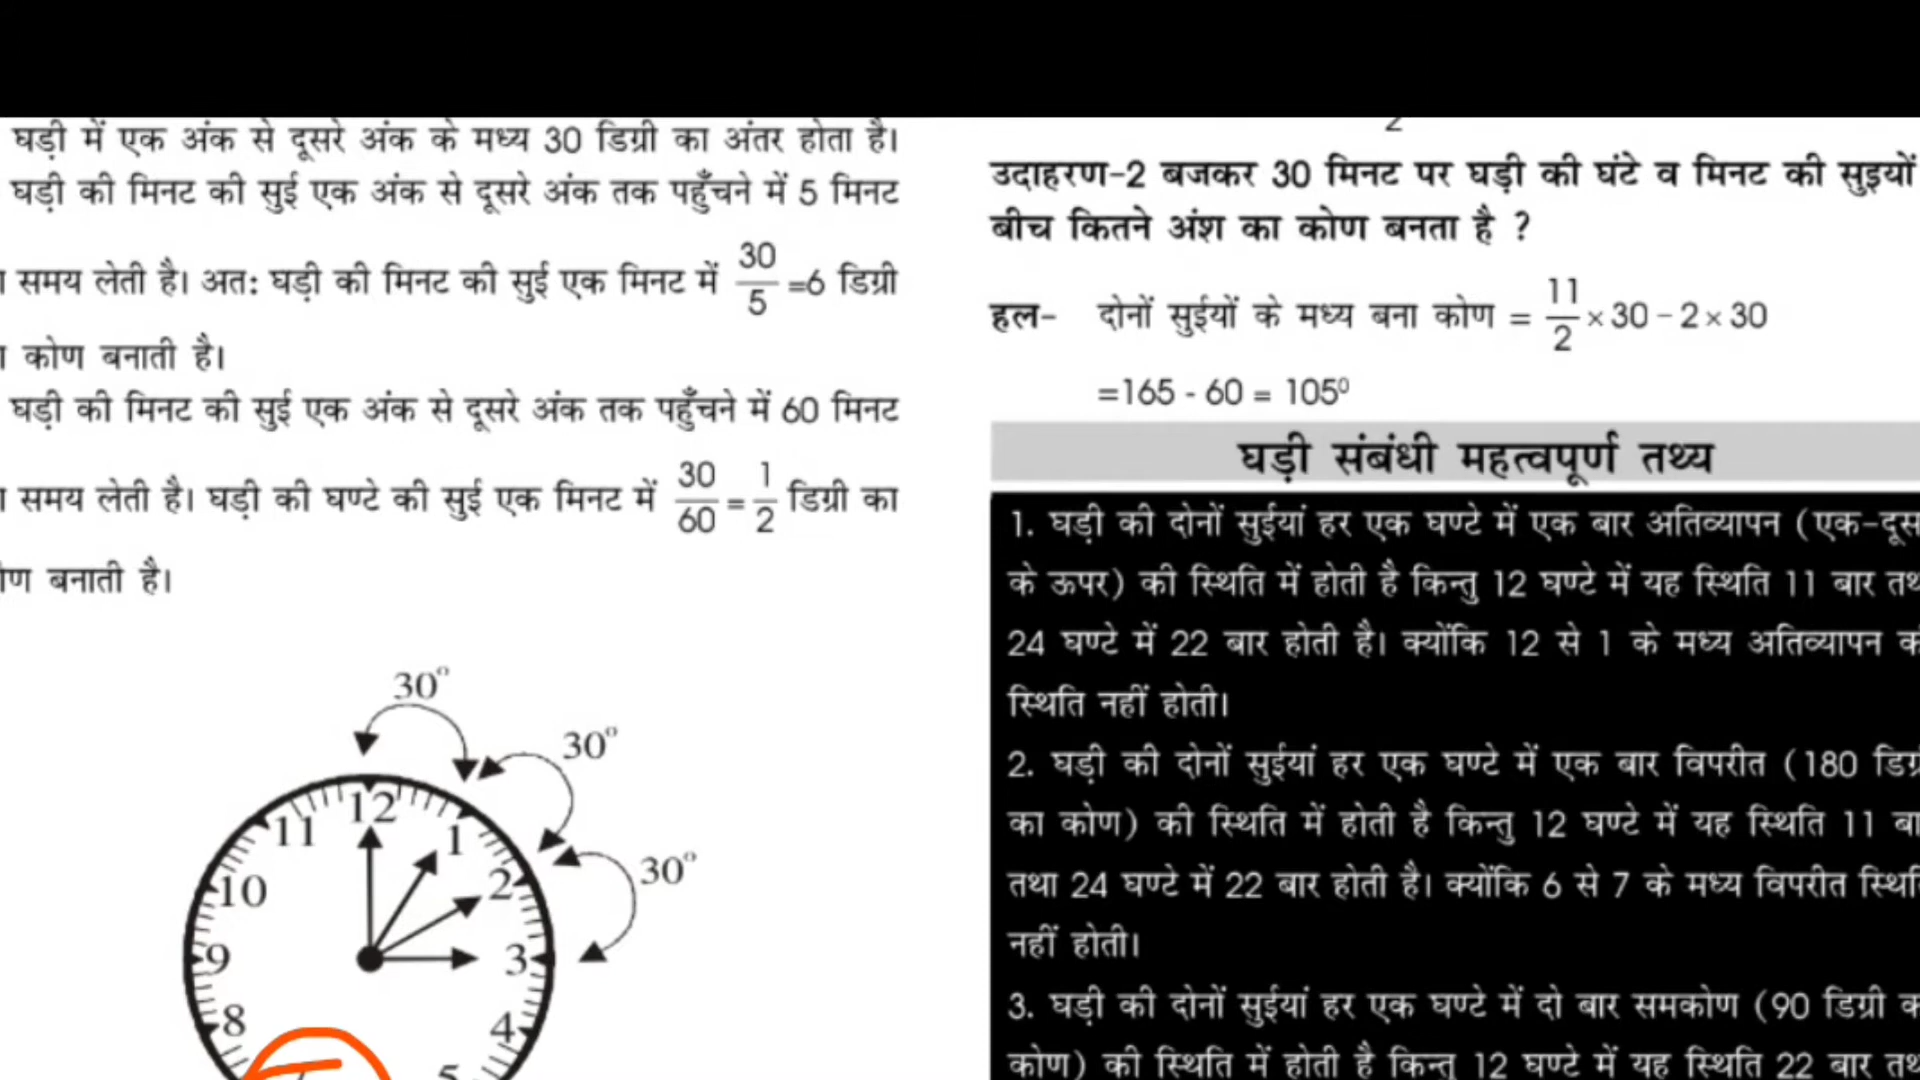 घड़ी में एक अंक से दूसरे अंक के मध्य 30 डिग्री का अंतर होता है।
घड़ी की मिनट की सुई एक अंक से दूसरे अंक तक पहुँचने में 5 मिनट
समय लेती है। अतः घड़ी की मिनट की सुई एक मिनट में 30/5 =6 डिग्री
कोण बनाती है।
घड़ी की मिनट की सुई एक अंक से दूसरे अंक तक पहुँचने में 60 मिनट
समय लेती है। घड़ी की घण्टे की सुई एक मिनट में 30/60 = 1/2 डिग्री का
बनाती है।
30°
30°
30°
12
11
1
10
2
9
3
8
4
5
2
उदाहरण-2 बजकर 30 मिनट पर घड़ी की घंटे व मिनट की सुइयों
बीच कितने अंश का कोण बनता है ?
हल- दोनों सुईयों के मध्य बना कोण = 11/2 × 30 - 2 × 30
=165 - 60 = 105⁰
घड़ी संबंधी महत्वपूर्ण तथ्य
1. घड़ी की दोनों सुईयां हर एक घण्टे में एक बार अतिव्यापन (एक-दूस
के ऊपर) की स्थिति में होती है किन्तु 12 घण्टे में यह स्थिति 11 बार
24 घण्टे में 22 बार होती है। क्योंकि 12 से 1 के मध्य अतिव्यापन
स्थिति नहीं होती।
2. घड़ी की दोनों सुईयां हर एक घण्टे में एक बार विपरीत (180
का कोण) की स्थिति में होती है किन्तु 12 घण्टे में यह स्थिति 11
तथा 24 घण्टे में 22 बार होती है। क्योंकि 6 से 7 के मध्य विपरीत
नहीं होती।
3. घड़ी की दोनों सुईयां हर एक घण्टे में दो बार समकोण (90 डिग्री
कोण) की स्थिति में होती है किन्तु 12 घण्टे में यह स्थिति 22 बार